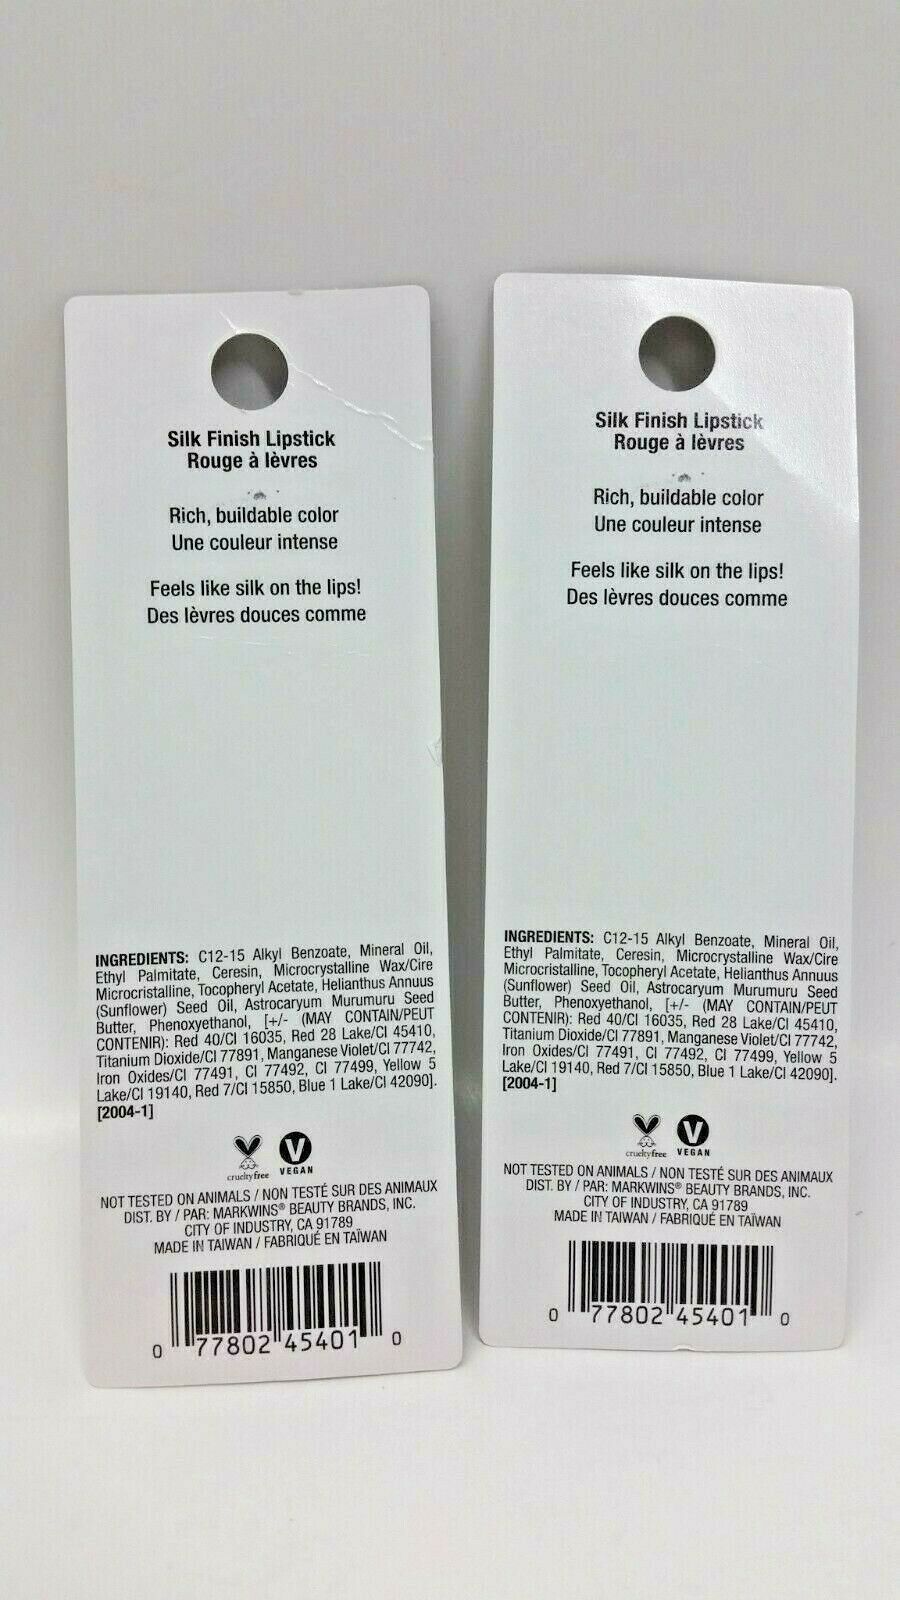 Silk Finish Lipstick
Rouge à lèvres
Rich, buildable color
Une couleur intense
Feels like silk on the lips!
Des lèvres douces comme
INGREDIENTS: C12-15 Alkyl Benzoate, Mineral Oil,
Ethyl Palmitate, Ceresin, Microcrystalline Wax/Cire
Microcristalline, Tocopheryl Acetate, Helianthus Annuus
(Sunflower) Seed Oil, Astrocaryum Murumuru Seed
Butter, Phenoxyethanol, [+/- (MAY CONTAIN/PEUT
CONTENIR): Red 40/CI 16035, Red 28 Lake/CI 45410,
Titanium Dioxide/CI 77891, Manganese Violet/CI 77742,
Iron Oxides/CI 77491, CI 77492, CI 77499, Yellow 5
Lake/CI 19140, Red 7/CI 15850, Blue 1 Lake/CI 42090].
[2004-1]
crueltyfree
V
VEGAN
NOT TESTED ON ANIMALS / NON TESTÉ SUR DES ANIMAUX
DIST. BY / PAR: MARKWINS® BEAUTY BRANDS, INC.
CITY OF INDUSTRY, CA 91789
MADE IN TAIWAN / FABRIQUÉ EN TAÏWAN
0 77802 45401 0
Silk Finish Lipstick
Rouge à lèvres
Rich, buildable color
Une couleur intense
Feels like silk on the lips!
Des lèvres douces comme
INGREDIENTS: C12-15 Alkyl Benzoate, Mineral Oil,
Ethyl Palmitate, Ceresin, Microcrystalline Wax/Cire
Microcristalline, Tocopheryl Acetate, Helianthus Annuus
(Sunflower) Seed Oil, Astrocaryum Murumuru Seed
Butter, Phenoxyethanol, [+/- (MAY CONTAIN/PEUT
CONTENIR): Red 40/CI 16035, Red 28 Lake/CI 45410,
Titanium Dioxide/CI 77891, Manganese Violet/CI 77742,
Iron Oxides/CI 77491, CI 77492, CI 77499, Yellow 5
Lake/CI 19140, Red 7/CI 15850, Blue 1 Lake/CI 42090].
[2004-1]
crueltyfree
V
VEGAN
NOT TESTED ON ANIMALS / NON TESTÉ SUR DES ANIMAUX
DIST. BY / PAR: MARKWINS® BEAUTY BRANDS, INC.
CITY OF INDUSTRY, CA 91789
MADE IN TAIWAN / FABRIQUÉ EN TAÏWAN
0 77802 45401 0